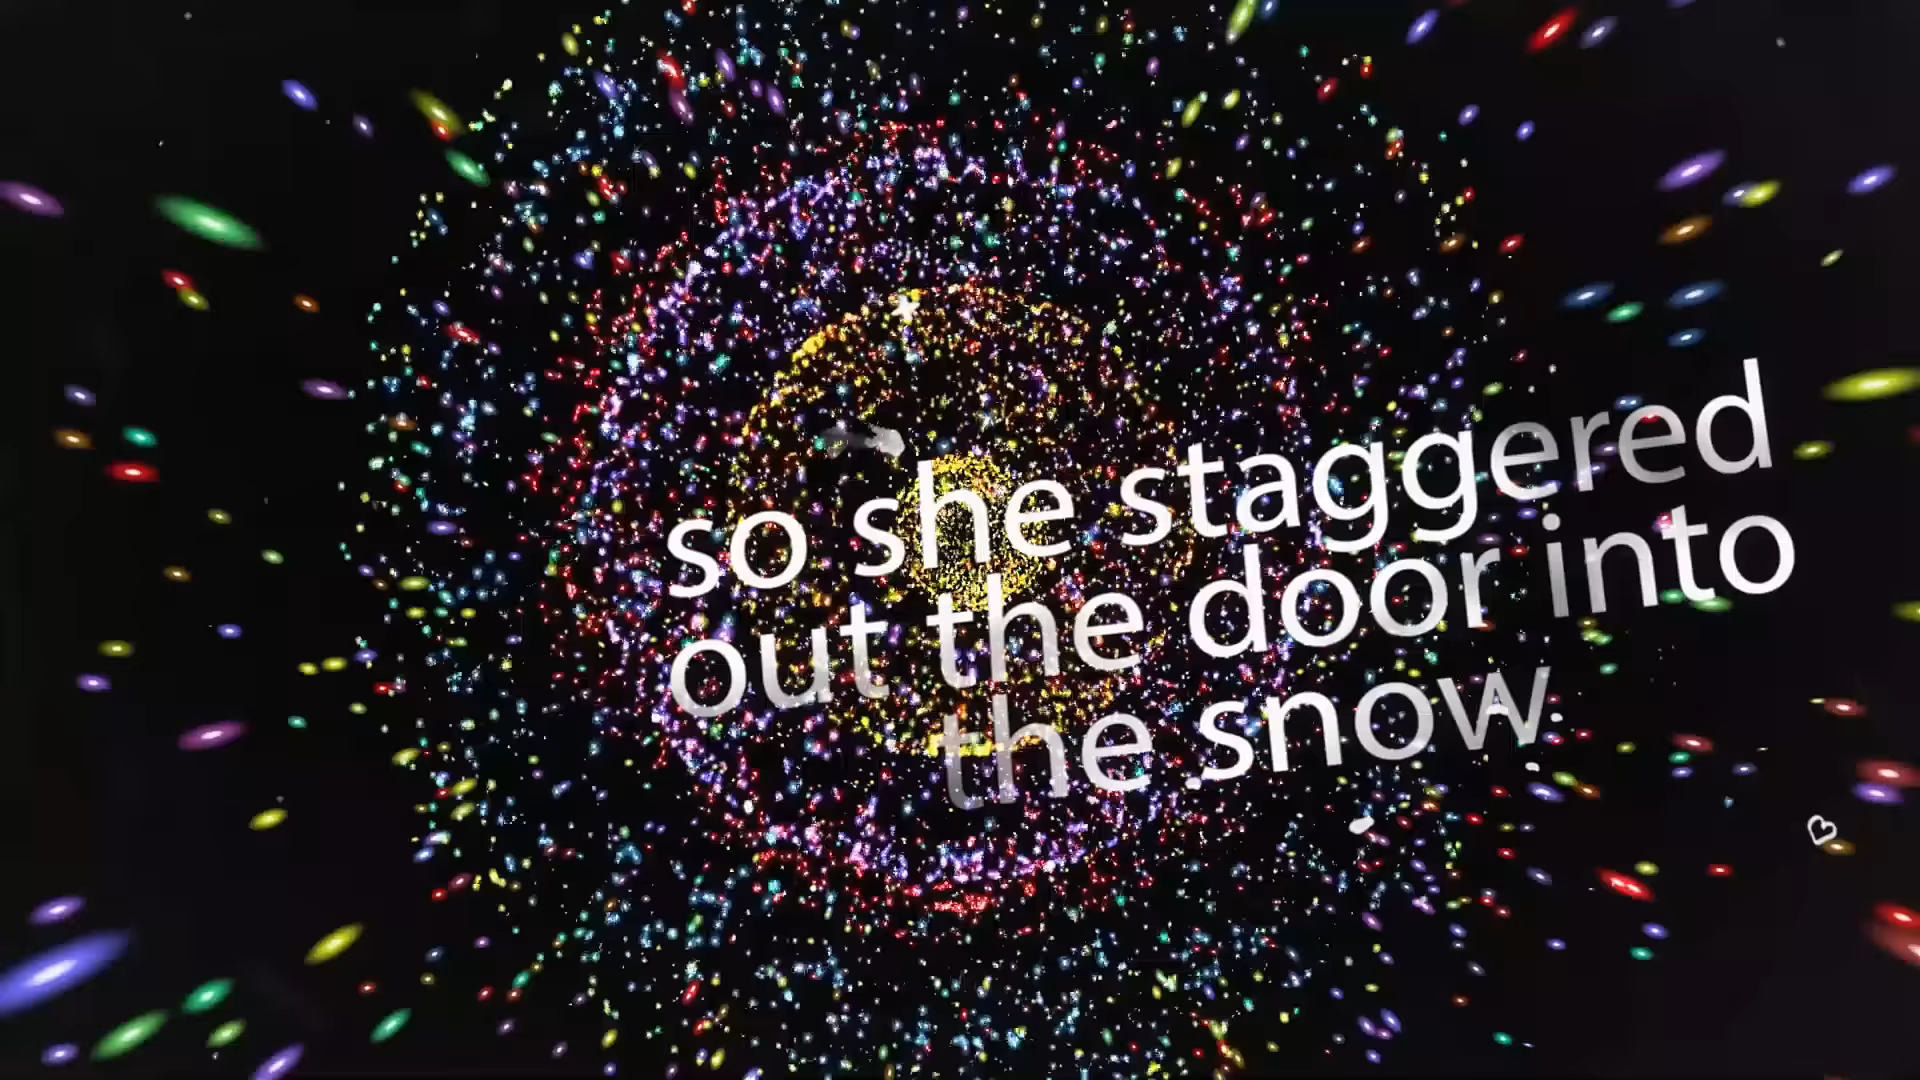 so she staggered
out the door into
the snow